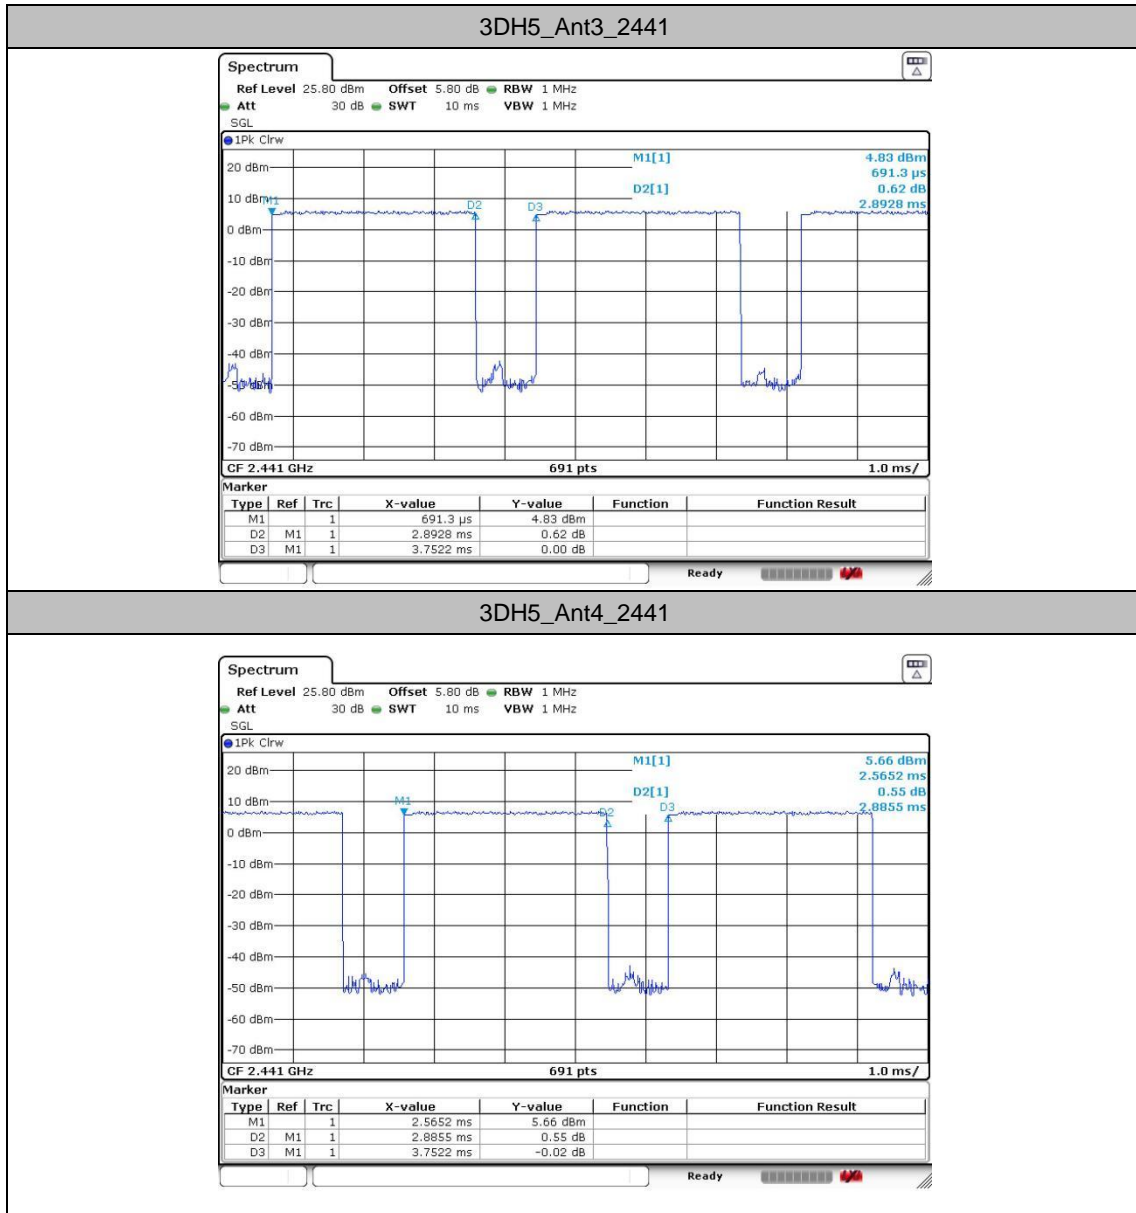 3DH5_Ant3_2441
Spectrum
Ref Level 25.80 dBm Offset 5.80 dB RBW 1 MHz
Att 30 dB SWT 10 ms VBW 1 MHz
SGL
1Pk Clrw
M1[1] 4.83 dBm
691.3 µs
D2[1] 0.62 dB
2.8928 ms
20 dBm
10 dBm
M1
D2
D3
0 dBm
-10 dBm
-20 dBm
-30 dBm
-40 dBm
-50 dBm
-60 dBm
-70 dBm
CF 2.441 GHz 691 pts 1.0 ms/
Marker
Type Ref Trc X-value Y-value Function Function Result
M1 1 691.3 µs 4.83 dBm
D2 M1 1 2.8928 ms 0.62 dB
D3 M1 1 3.7522 ms 0.00 dB
Ready
3DH5_Ant4_2441
Spectrum
Ref Level 25.80 dBm Offset 5.80 dB RBW 1 MHz
Att 30 dB SWT 10 ms VBW 1 MHz
SGL
1Pk Clrw
M1[1] 5.66 dBm
2.5652 ms
D2[1] 0.55 dB
2.8855 ms
20 dBm
10 dBm
M1
D2
D3
0 dBm
-10 dBm
-20 dBm
-30 dBm
-40 dBm
-50 dBm
-60 dBm
-70 dBm
CF 2.441 GHz 691 pts 1.0 ms/
Marker
Type Ref Trc X-value Y-value Function Function Result
M1 1 2.5652 ms 5.66 dBm
D2 M1 1 2.8855 ms 0.55 dB
D3 M1 1 3.7522 ms -0.02 dB
Ready